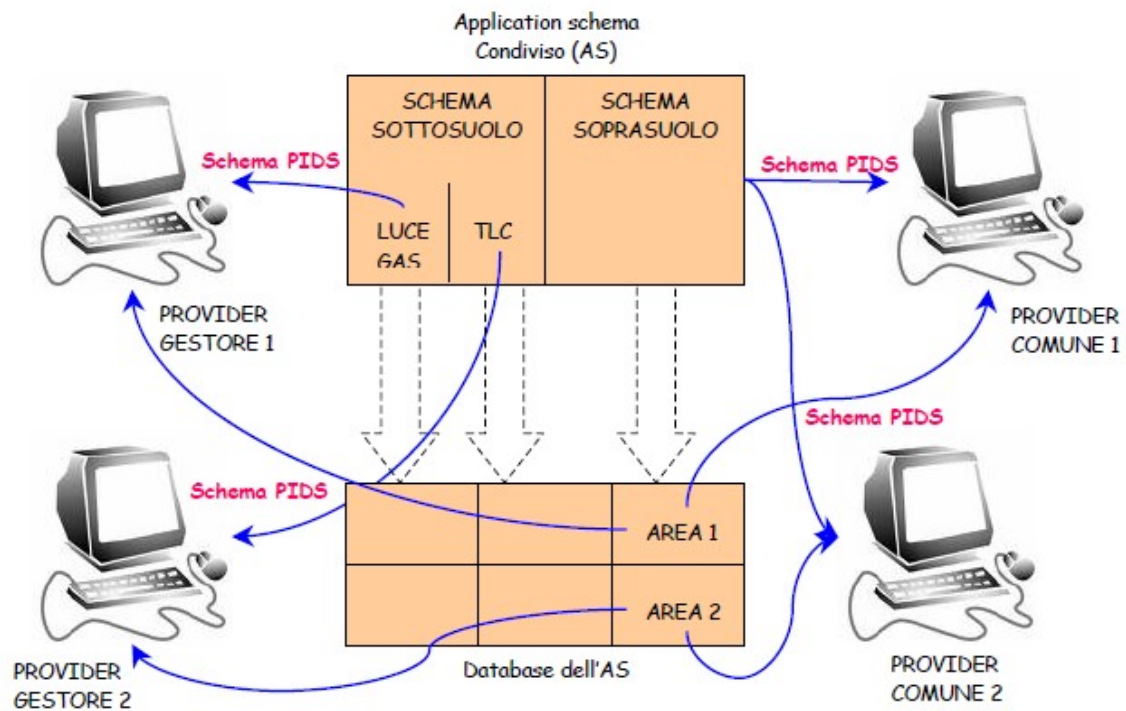 Application schema
Condiviso (AS)
SCHEMA
SOTTOSUOLO
SCHEMA
SOPRASUOLO
Schema PIDS
Schema PIDS
LUCE
GAS
TLC
PROVIDER
GESTORE 1
PROVIDER
COMUNE 1
Schema PIDS
Schema PIDS
AREA 1
AREA 2
Database dell'AS
PROVIDER
GESTORE 2
PROVIDER
COMUNE 2